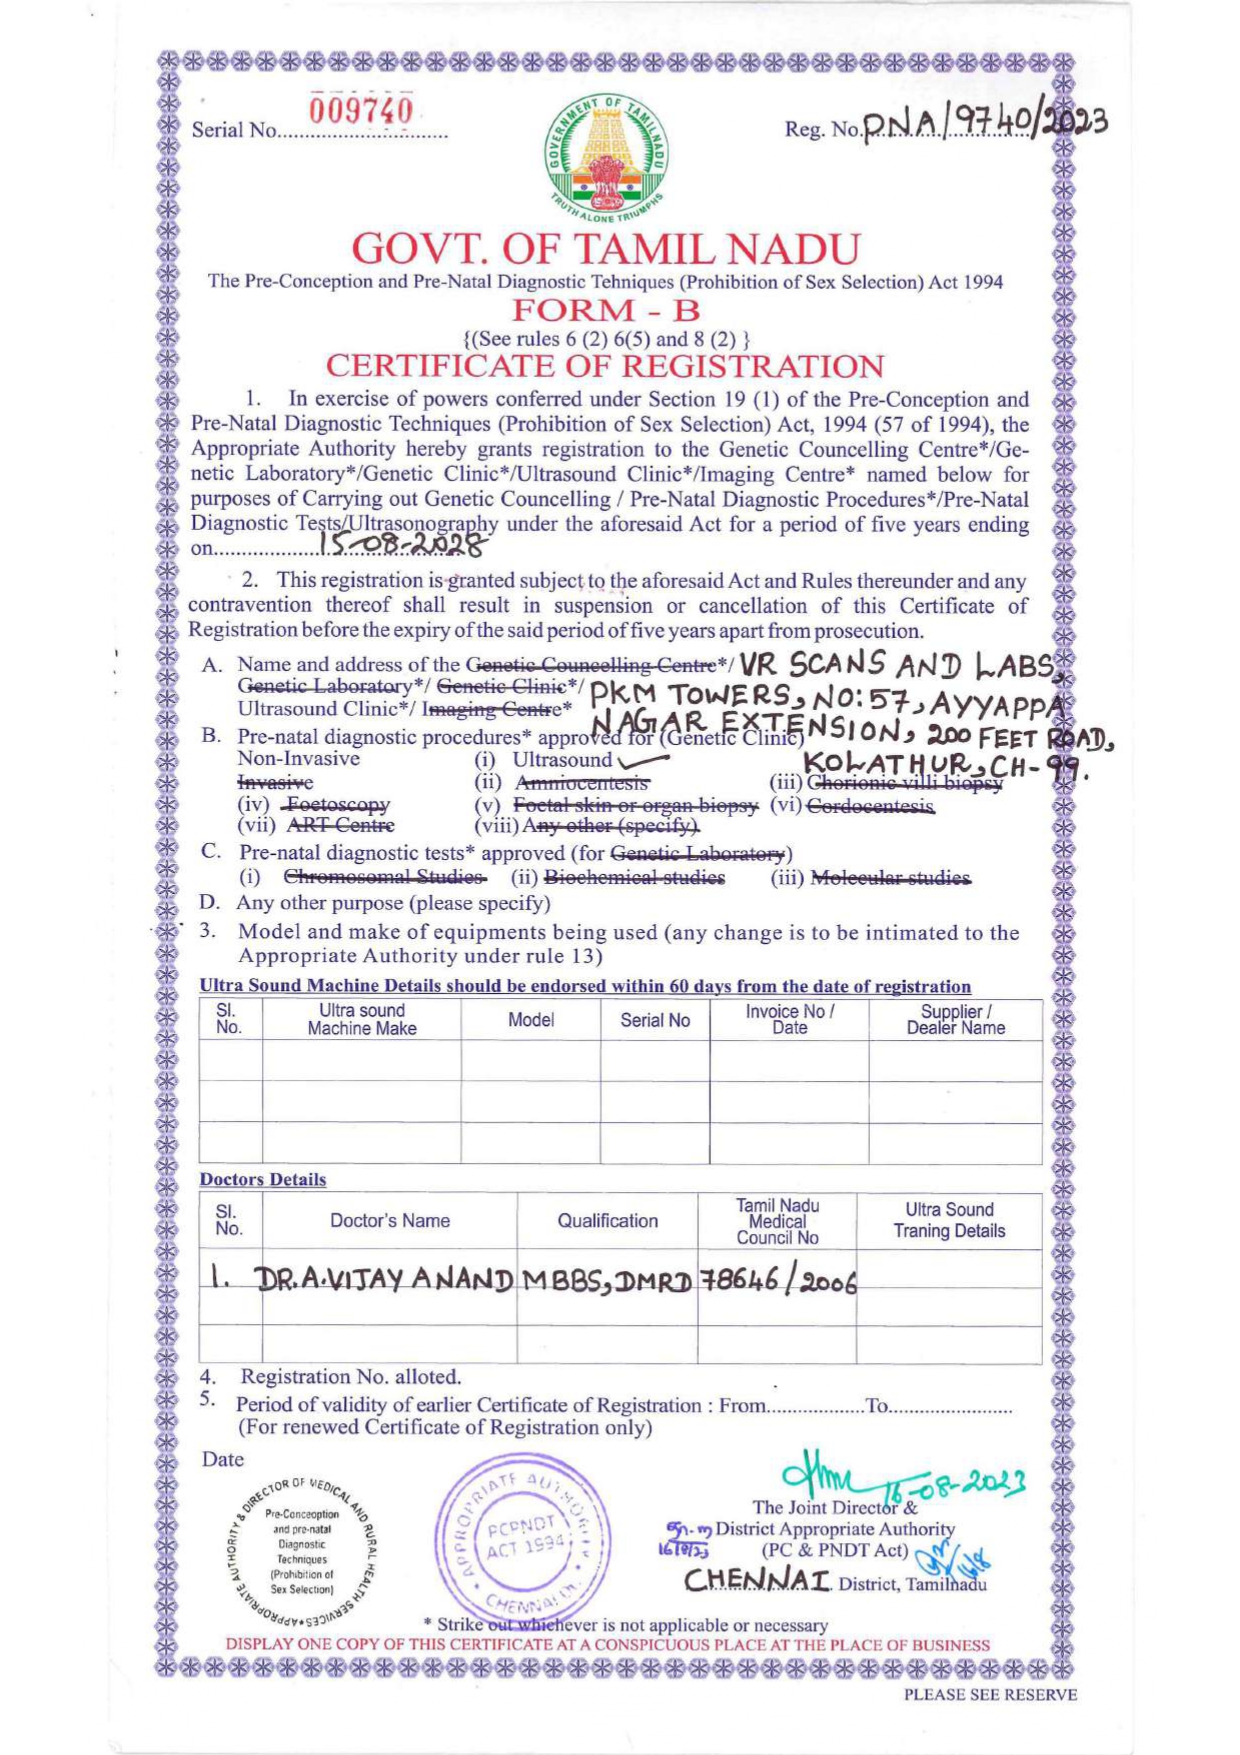 Serial No. 009740
GOVERNMENT OF TAMILNADU
TRUTH ALONE TRIUMPHS
Reg. No. PNA/9740/2023
GOVT. OF TAMIL NADU
The Pre-Conception and Pre-Natal Diagnostic Tehniques (Prohibition of Sex Selection) Act 1994
FORM - B
{(See rules 6 (2) 6(5) and 8 (2) }
CERTIFICATE OF REGISTRATION
1. In exercise of powers conferred under Section 19 (1) of the Pre-Conception and
Pre-Natal Diagnostic Techniques (Prohibition of Sex Selection) Act, 1994 (57 of 1994), the
Appropriate Authority hereby grants registration to the Genetic Councelling Centre*/Ge-
netic Laboratory*/Genetic Clinic*/Ultrasound Clinic*/Imaging Centre* named below for
purposes of Carrying out Genetic Councelling / Pre-Natal Diagnostic Procedures*/Pre-Natal
Diagnostic Tests/Ultrasonography under the aforesaid Act for a period of five years ending
on 15-08-2028
2. This registration is granted subject to the aforesaid Act and Rules thereunder and any
contravention thereof shall result in suspension or cancellation of this Certificate of
Registration before the expiry of the said period of five years apart from prosecution.
A. Name and address of the Genetic Councelling Centre*/ VR SCANS AND LABS,
Genetic Laboratory*/ Genetic Clinic*/ PKM TOWERS, NO: 57, AYYAPPA
Ultrasound Clinic*/ Imaging Centre* NAGAR EXTENSION, 200 FEET ROAD,
B. Pre-natal diagnostic procedures* approved for (Genetic Clinic)
Non-Invasive (i) Ultrasound ✓ KOLATHUR, CH-99.
Invasive (ii) Amniocentesis (iii) Chorionic villi biopsy
(iv) Foetoscopy (v) Foctal skin or organ biopsy (vi) Cordocentesis
(vii) ART Centre (viii) Any other (specify)
C. Pre-natal diagnostic tests* approved (for Genetic Laboratory)
(i) Chromosomal Studies (ii) Biochemical studies (iii) Molecular studies
D. Any other purpose (please specify)
3. Model and make of equipments being used (any change is to be intimated to the
Appropriate Authority under rule 13)
Ultra Sound Machine Details should be endorsed within 60 days from the date of registration
Sl. No. Ultra sound Machine Make Model Serial No Invoice No / Date Supplier / Dealer Name
Doctors Details
Sl. No. Doctor's Name Qualification Tamil Nadu Medical Council No Ultra Sound Traning Details
1. DR.A.VIJAY ANAND MBBS, DMRD 78646/2006
4. Registration No. alloted.
5. Period of validity of earlier Certificate of Registration : From.................To......................
(For renewed Certificate of Registration only)
Date
APPROPRIATE AUTHORITY & DIRECTOR OF MEDICAL AND RURAL HEALTH SERVICES
Pre-Conceoption
and pre-natal
Diagnostic
Techniques
(Prohibition of
Sex Selection)
APPROPRIATE AUTHORITY
PCPNDT
ACT 1994
CHENNAI
16-08-2023
The Joint Director &
District Appropriate Authority
16/8/23
(PC & PNDT Act)
CHENNAI District, Tamilnadu
* Strike out whichever is not applicable or necessary
DISPLAY ONE COPY OF THIS CERTIFICATE AT A CONSPICUOUS PLACE AT THE PLACE OF BUSINESS
PLEASE SEE RESERVE